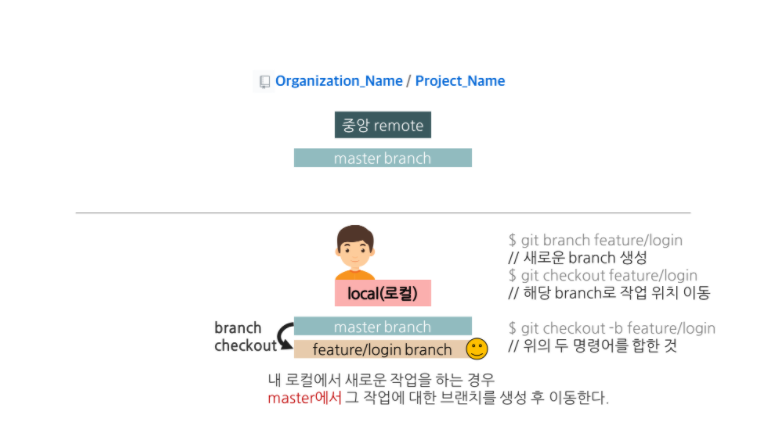 Organization_Name / Project_Name
중앙 remote
master branch
$ git branch feature/login
// 새로운 branch 생성
$ git checkout feature/login
// 해당 branch로 작업 위치 이동
local(로컬)
master branch
branch
checkout
feature/login branch
$ git checkout -b feature/login
// 위의 두 명령어를 합한 것
내 로컬에서 새로운 작업을 하는 경우
master에서 그 작업에 대한 브랜치를 생성 후 이동한다.